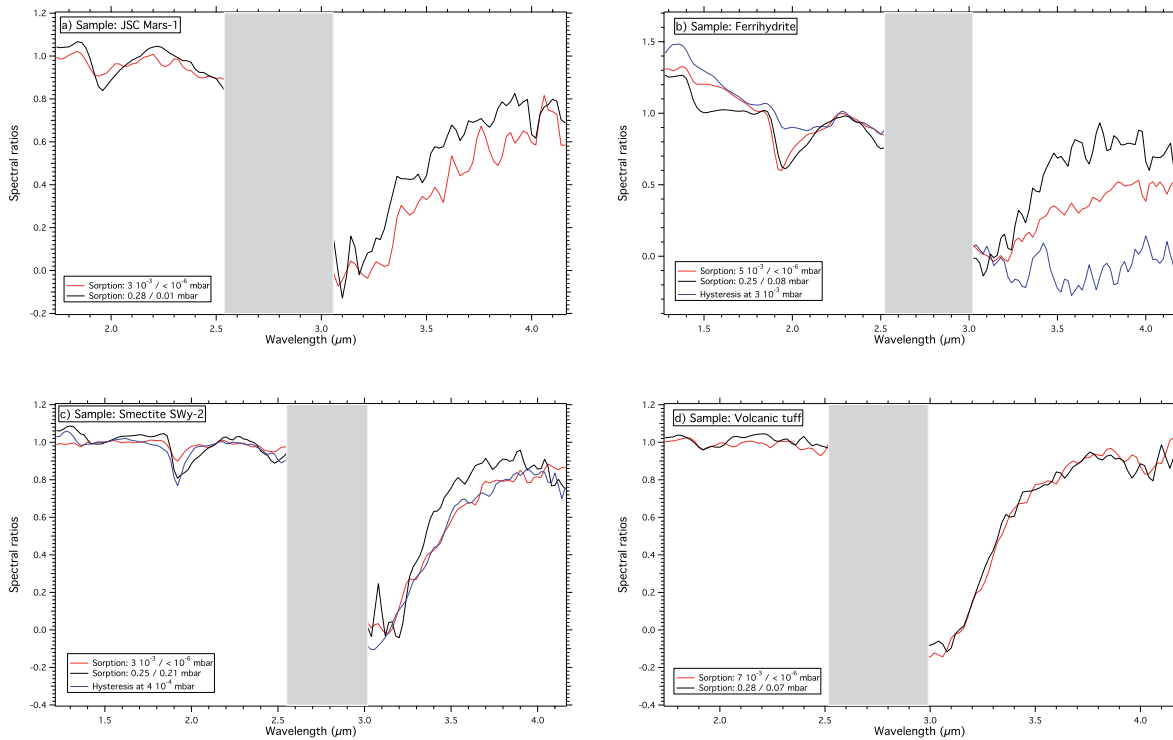 a) Sample: JSC Mars-1
Spectral ratios
1.0
0.8
0.6
0.4
0.2
0.0
-0.2
Sorption: 3 10⁻³ / < 10⁻⁶ mbar
Sorption: 0.28 / 0.01 mbar
2.0 2.5 3.0 3.5 4.0
Wavelength (µm)
b) Sample: Ferrihydrite
Spectral ratios
1.5
1.0
0.5
0.0
Sorption: 5 10⁻³ / < 10⁻⁶ mbar
Sorption: 0.25 / 0.08 mbar
Hysteresis at 3 10⁻³ mbar
1.5 2.0 2.5 3.0 3.5 4.0
Wavelength (µm)
c) Sample: Smectite SWy-2
Spectral ratios
1.2
1.0
0.8
0.6
0.4
0.2
0.0
-0.2
-0.4
Sorption: 3 10⁻³ / < 10⁻⁶ mbar
Sorption: 0.25 / 0.21 mbar
Hysteresis at 4 10⁻⁴ mbar
1.5 2.0 2.5 3.0 3.5 4.0
Wavelength (µm)
d) Sample: Volcanic tuff
Spectral ratios
1.2
1.0
0.8
0.6
0.4
0.2
0.0
-0.2
-0.4
Sorption: 7 10⁻³ / < 10⁻⁶ mbar
Sorption: 0.28 / 0.07 mbar
2.0 2.5 3.0 3.5 4.0
Wavelength (µm)